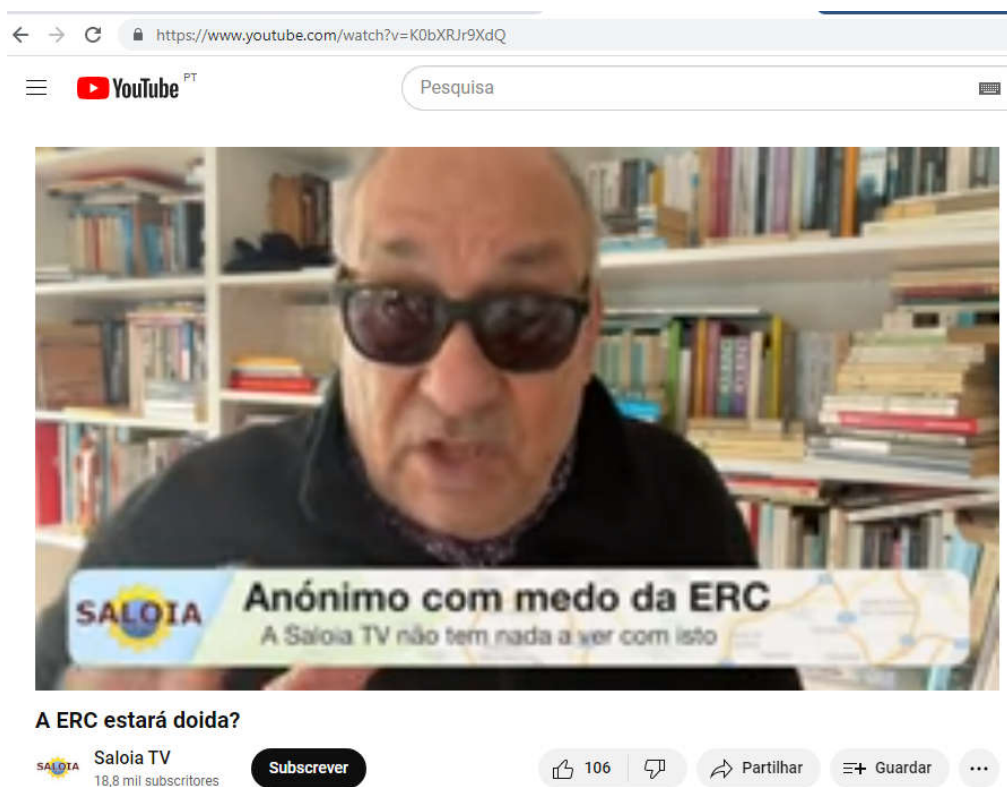 https://www.youtube.com/watch?v=K0bXRJr9XdQ
YouTube PT
Pesquisa
SALOIA
Anónimo com medo da ERC
A Saloia TV não tem nada a ver com isto
A ERC estará doida?
SALOIA
Saloia TV
18,8 mil subscritores
Subscrever
106
Partilhar
Guardar